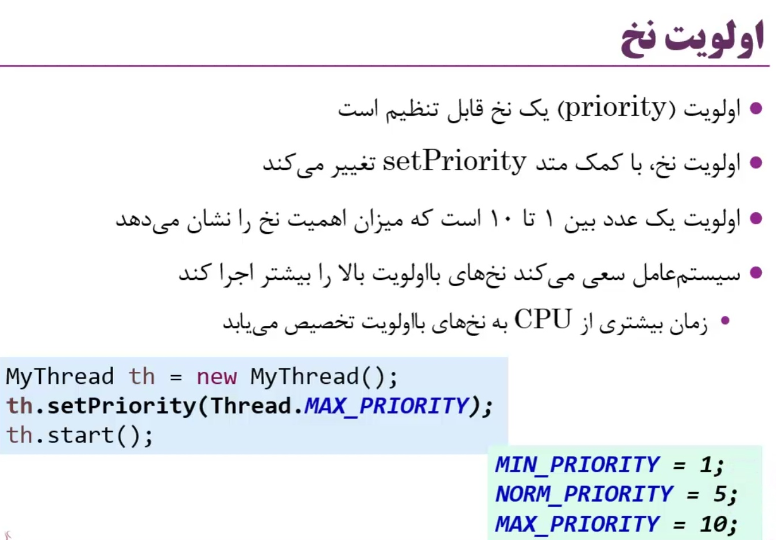 اولویت نخ
اولویت (priority) یک نخ قابل تنظیم است
اولویت نخ، با کمک متد setPriority تغییر می‌کند
اولویت یک عدد بین ۱ تا ۱۰ است که میزان اهمیت نخ را نشان می‌دهد
سیستم‌عامل سعی می‌کند نخ‌های بااولویت بالا را بیشتر اجرا کند
زمان بیشتری از CPU به نخ‌های بااولویت تخصیص می‌یابد
MyThread th = new MyThread();
th.setPriority(Thread.MAX_PRIORITY);
th.start();
MIN_PRIORITY = 1;
NORM_PRIORITY = 5;
MAX_PRIORITY = 10;